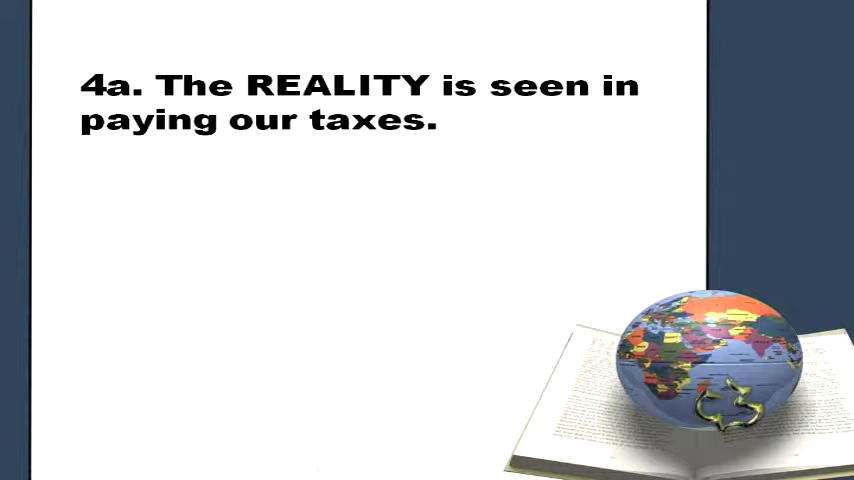 4a. The REALITY is seen in
paying our taxes.